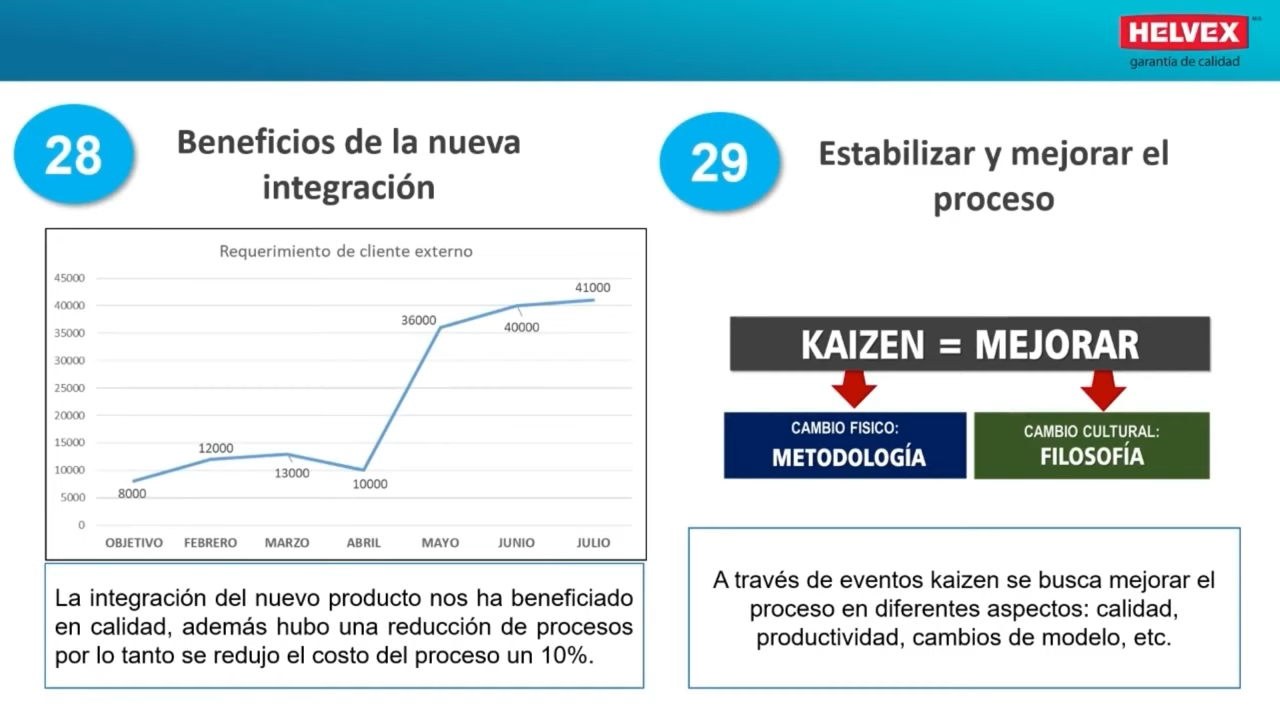 HELVEX
garantía de calidad
28
Beneficios de la nueva
integración
Requerimiento de cliente externo
45000
40000
35000
30000
25000
20000
15000
10000
5000
0
8000
12000
13000
10000
36000
40000
41000
OBJETIVO FEBRERO MARZO ABRIL MAYO JUNIO JULIO
La integración del nuevo producto nos ha beneficiado
en calidad, además hubo una reducción de procesos
por lo tanto se redujo el costo del proceso un 10%.
29
Estabilizar y mejorar el
proceso
KAIZEN = MEJORAR
CAMBIO FISICO:
METODOLOGÍA
CAMBIO CULTURAL:
FILOSOFÍA
A través de eventos kaizen se busca mejorar el
proceso en diferentes aspectos: calidad,
productividad, cambios de modelo, etc.